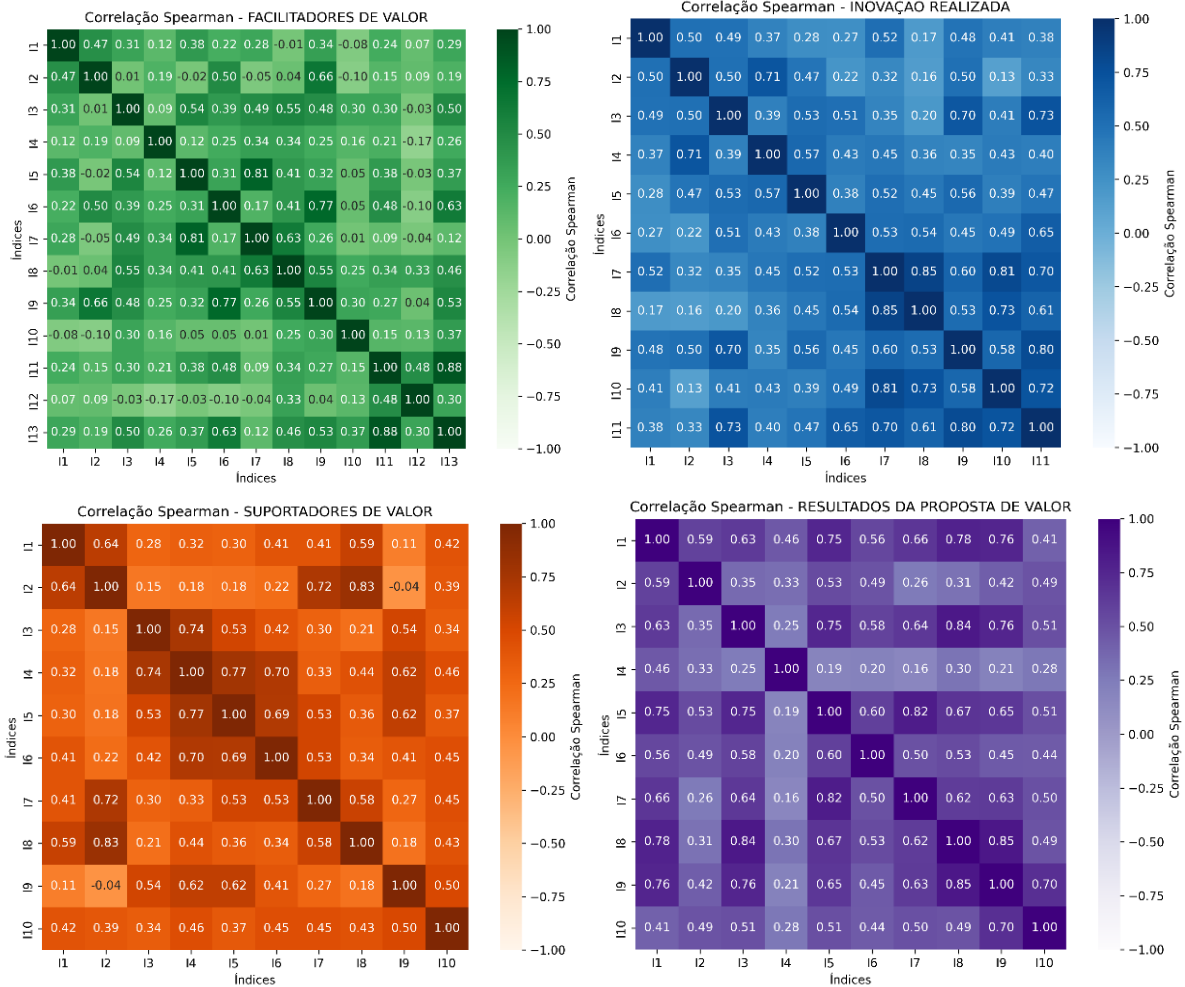 Correlação Spearman - FACILITADORES DE VALOR
I1 1.00 0.47 0.31 0.12 0.38 0.22 0.28 -0.01 0.34 -0.08 0.24 0.07 0.29
I2 0.47 1.00 0.01 0.19 -0.02 0.50 -0.05 0.04 0.66 -0.10 0.15 0.09 0.19
I3 0.31 0.01 1.00 0.09 0.54 0.39 0.49 0.55 0.48 0.30 0.30 -0.03 0.50
I4 0.12 0.19 0.09 1.00 0.12 0.25 0.34 0.34 0.25 0.16 0.21 -0.17 0.26
I5 0.38 -0.02 0.54 0.12 1.00 0.31 0.81 0.41 0.32 0.05 0.38 -0.03 0.37
I6 0.22 0.50 0.39 0.25 0.31 1.00 0.17 0.41 0.77 0.05 0.48 -0.10 0.63
I7 0.28 -0.05 0.49 0.34 0.81 0.17 1.00 0.63 0.26 0.01 0.09 -0.04 0.12
I8 -0.01 0.04 0.55 0.34 0.41 0.41 0.63 1.00 0.55 0.25 0.34 0.33 0.46
I9 0.34 0.66 0.48 0.25 0.32 0.77 0.26 0.55 1.00 0.30 0.27 0.04 0.53
I10 -0.08 -0.10 0.30 0.16 0.05 0.05 0.01 0.25 0.30 1.00 0.15 0.13 0.37
I11 0.24 0.15 0.30 0.21 0.38 0.48 0.09 0.34 0.27 0.15 1.00 0.48 0.88
I12 0.07 0.09 -0.03 -0.17 -0.03 -0.10 -0.04 0.33 0.04 0.13 0.48 1.00 0.30
I13 0.29 0.19 0.50 0.26 0.37 0.63 0.12 0.46 0.53 0.37 0.88 0.30 1.00
I1 I2 I3 I4 I5 I6 I7 I8 I9 I10 I11 I12 I13
Índices
Índices
1.00
0.75
0.50
0.25
0.00
−0.25
−0.50
−0.75
−1.00
Correlação Spearman
Correlação Spearman - INOVAÇAO REALIZADA
I1 1.00 0.50 0.49 0.37 0.28 0.27 0.52 0.17 0.48 0.41 0.38
I2 0.50 1.00 0.50 0.71 0.47 0.22 0.32 0.16 0.50 0.13 0.33
I3 0.49 0.50 1.00 0.39 0.53 0.51 0.35 0.20 0.70 0.41 0.73
I4 0.37 0.71 0.39 1.00 0.57 0.43 0.45 0.36 0.35 0.43 0.40
I5 0.28 0.47 0.53 0.57 1.00 0.38 0.52 0.45 0.56 0.39 0.47
I6 0.27 0.22 0.51 0.43 0.38 1.00 0.53 0.54 0.45 0.49 0.65
I7 0.52 0.32 0.35 0.45 0.52 0.53 1.00 0.85 0.60 0.81 0.70
I8 0.17 0.16 0.20 0.36 0.45 0.54 0.85 1.00 0.53 0.73 0.61
I9 0.48 0.50 0.70 0.35 0.56 0.45 0.60 0.53 1.00 0.58 0.80
I10 0.41 0.13 0.41 0.43 0.39 0.49 0.81 0.73 0.58 1.00 0.72
I11 0.38 0.33 0.73 0.40 0.47 0.65 0.70 0.61 0.80 0.72 1.00
I1 I2 I3 I4 I5 I6 I7 I8 I9 I10 I11
Índices
Índices
1.00
0.75
0.50
0.25
0.00
−0.25
−0.50
−0.75
−1.00
Correlação Spearman
Correlação Spearman - SUPORTADORES DE VALOR
I1 1.00 0.64 0.28 0.32 0.30 0.41 0.41 0.59 0.11 0.42
I2 0.64 1.00 0.15 0.18 0.18 0.22 0.72 0.83 -0.04 0.39
I3 0.28 0.15 1.00 0.74 0.53 0.42 0.30 0.21 0.54 0.34
I4 0.32 0.18 0.74 1.00 0.77 0.70 0.33 0.44 0.62 0.46
I5 0.30 0.18 0.53 0.77 1.00 0.69 0.53 0.36 0.62 0.37
I6 0.41 0.22 0.42 0.70 0.69 1.00 0.53 0.34 0.41 0.45
I7 0.41 0.72 0.30 0.33 0.53 0.53 1.00 0.58 0.27 0.45
I8 0.59 0.83 0.21 0.44 0.36 0.34 0.58 1.00 0.18 0.43
I9 0.11 -0.04 0.54 0.62 0.62 0.41 0.27 0.18 1.00 0.50
I10 0.42 0.39 0.34 0.46 0.37 0.45 0.45 0.43 0.50 1.00
I1 I2 I3 I4 I5 I6 I7 I8 I9 I10
Índices
Índices
1.00
0.75
0.50
0.25
0.00
−0.25
−0.50
−0.75
−1.00
Correlação Spearman
Correlação Spearman - RESULTADOS DA PROPOSTA DE VALOR
I1 1.00 0.59 0.63 0.46 0.75 0.56 0.66 0.78 0.76 0.41
I2 0.59 1.00 0.35 0.33 0.53 0.49 0.26 0.31 0.42 0.49
I3 0.63 0.35 1.00 0.25 0.75 0.58 0.64 0.84 0.76 0.51
I4 0.46 0.33 0.25 1.00 0.19 0.20 0.16 0.30 0.21 0.28
I5 0.75 0.53 0.75 0.19 1.00 0.60 0.82 0.67 0.65 0.51
I6 0.56 0.49 0.58 0.20 0.60 1.00 0.50 0.53 0.45 0.44
I7 0.66 0.26 0.64 0.16 0.82 0.50 1.00 0.62 0.63 0.50
I8 0.78 0.31 0.84 0.30 0.67 0.53 0.62 1.00 0.85 0.49
I9 0.76 0.42 0.76 0.21 0.65 0.45 0.63 0.85 1.00 0.70
I10 0.41 0.49 0.51 0.28 0.51 0.44 0.50 0.49 0.70 1.00
I1 I2 I3 I4 I5 I6 I7 I8 I9 I10
Índices
Índices
1.00
0.75
0.50
0.25
0.00
−0.25
−0.50
−0.75
−1.00
Correlação Spearman